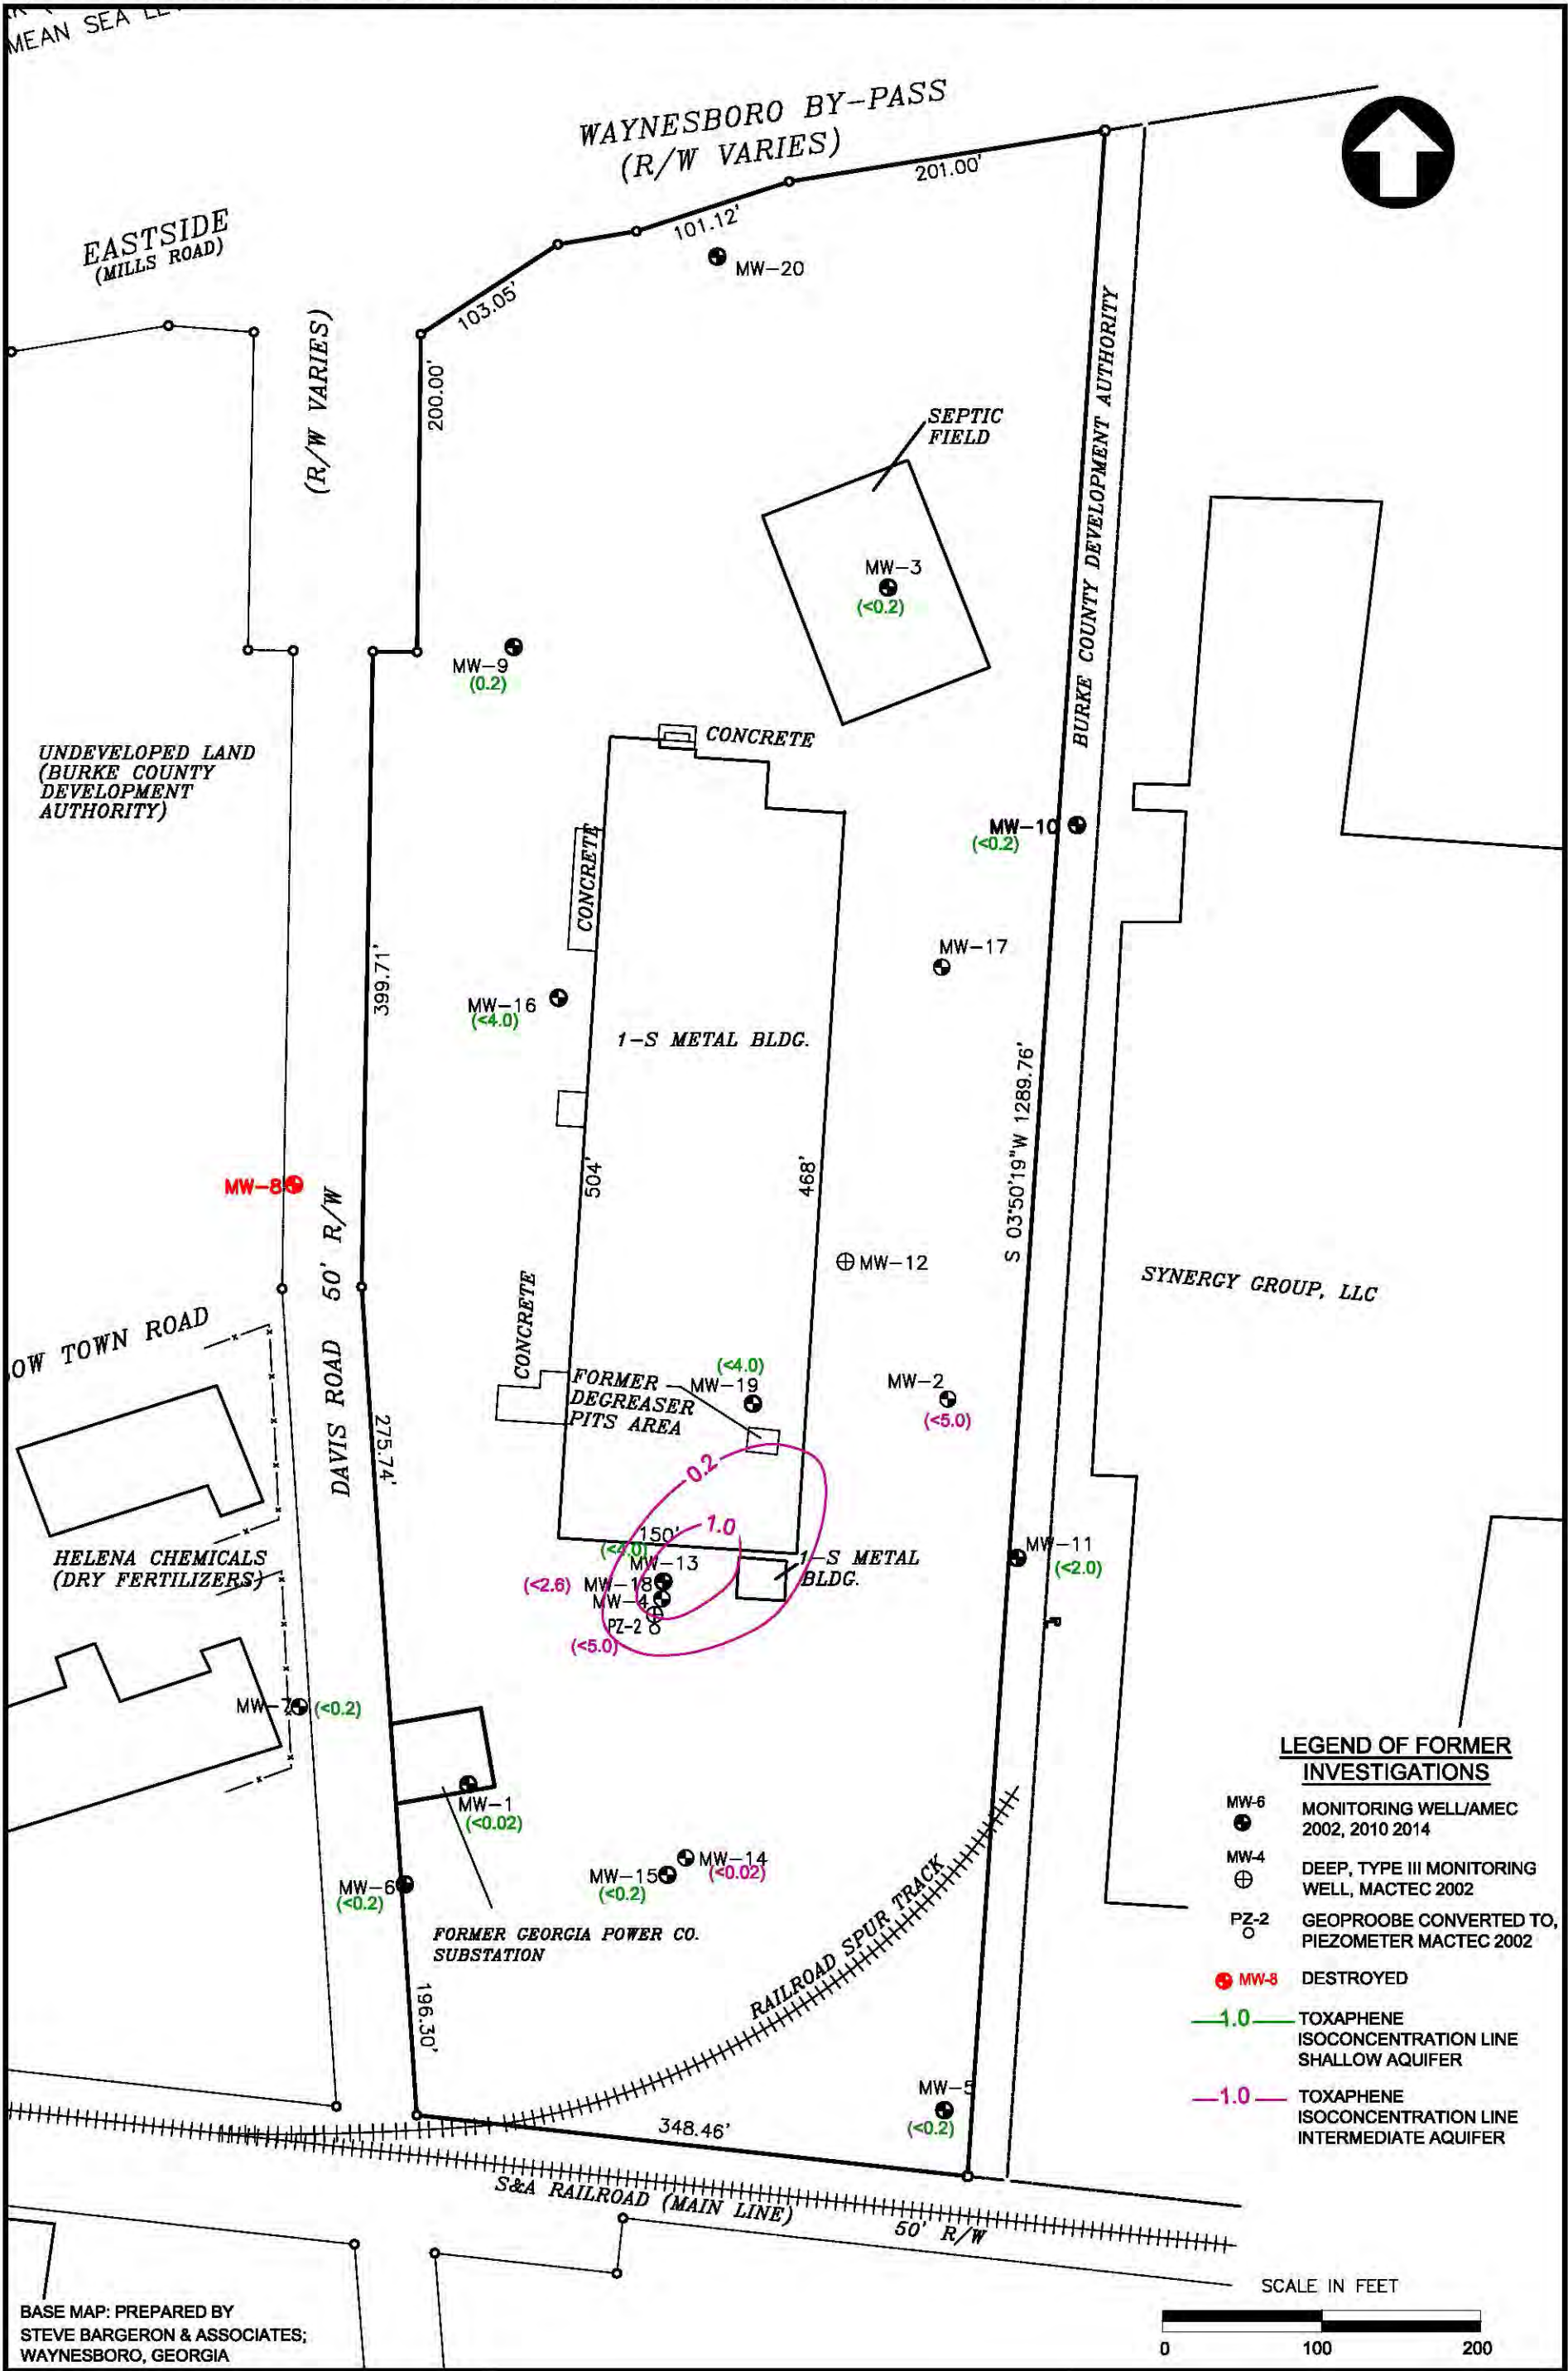 MEAN SEA
WAYNESBORO BY-PASS
(R/W VARIES)
201.00'
101.12'
EASTSIDE
(MILLS ROAD)
MW-20
103.05'
(R/W VARIES)
200.00'
BURKE COUNTY DEVELOPMENT AUTHORITY
SEPTIC
FIELD
MW-3
(<0.2)
MW-9
(0.2)
CONCRETE
UNDEVELOPED LAND
(BURKE COUNTY
DEVELOPMENT
AUTHORITY)
MW-10
(<0.2)
CONCRETE
399.71'
MW-17
MW-16
(<4.0)
1-S METAL BLDG.
S 03°50'19"W 1289.76'
504'
468'
MW-8
DAVIS ROAD 50' R/W
MW-12
SYNERGY GROUP, LLC
OW TOWN ROAD
CONCRETE
(<4.0)
FORMER
DEGREASER
PITS AREA
MW-19
MW-2
(<5.0)
275.74'
0.2
1.0
150'
(<4.0)
MW-13
1-S METAL
BLDG.
MW-11
(<2.0)
HELENA CHEMICALS
(DRY FERTILIZERS)
(<2.6)
MW-18
MW-4
PZ-2
(<5.0)
MW-7
(<0.2)
MW-1
(<0.02)
MW-14
(<0.02)
MW-15
(<0.2)
MW-6
(<0.2)
FORMER GEORGIA POWER CO.
SUBSTATION
RAILROAD SPUR TRACK
196.30'
MW-5
(<0.2)
348.46'
S&A RAILROAD (MAIN LINE)
50' R/W
LEGEND OF FORMER
INVESTIGATIONS
MW-6
MONITORING WELL/AMEC
2002, 2010 2014
MW-4
DEEP, TYPE III MONITORING
WELL, MACTEC 2002
PZ-2
GEOPROOBE CONVERTED TO,
PIEZOMETER MACTEC 2002
MW-8 DESTROYED
1.0 TOXAPHENE
ISOCONCENTRATION LINE
SHALLOW AQUIFER
1.0 TOXAPHENE
ISOCONCENTRATION LINE
INTERMEDIATE AQUIFER
SCALE IN FEET
0 100 200
BASE MAP: PREPARED BY
STEVE BARGERON & ASSOCIATES;
WAYNESBORO, GEORGIA